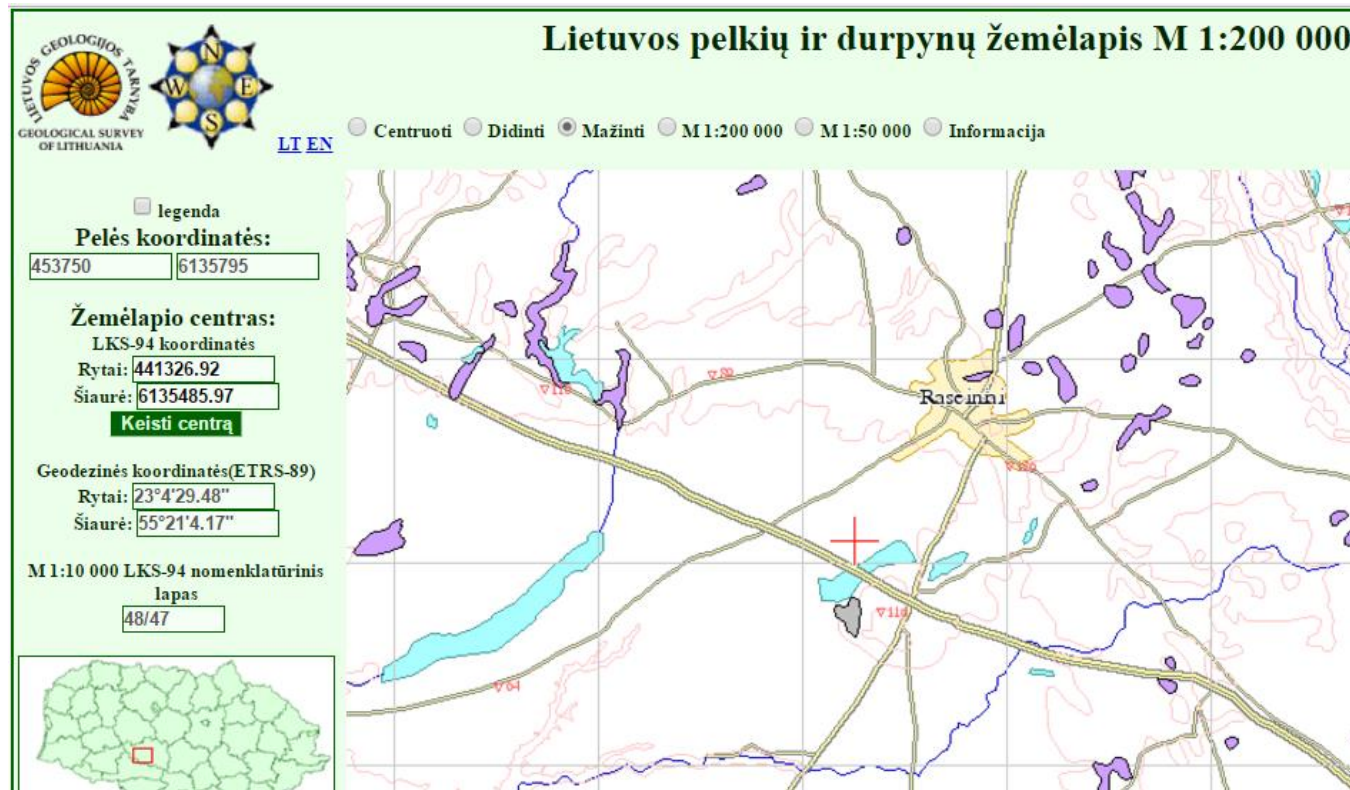 Lietuvos pelkių ir durpynų žemėlapis M 1:200 000
LIETUVOS GEOLOGIJOS TARNYBA
GEOLOGICAL SURVEY
OF LITHUANIA
N
W
E
S
LT EN
Centruoti Didinti Mažinti M 1:200 000 M 1:50 000 Informacija
legenda
Pelės koordinatės:
453750 6135795
Žemėlapio centras:
LKS-94 koordinatės
Rytai: 441326.92
Šiaurė: 6135485.97
Keisti centrą
Geodezinės koordinatės(ETRS-89)
Rytai: 23°4'29.48"
Šiaurė: 55°21'4.17"
M 1:10 000 LKS-94 nomenklatūrinis
lapas
48/47
Raseiniai
64